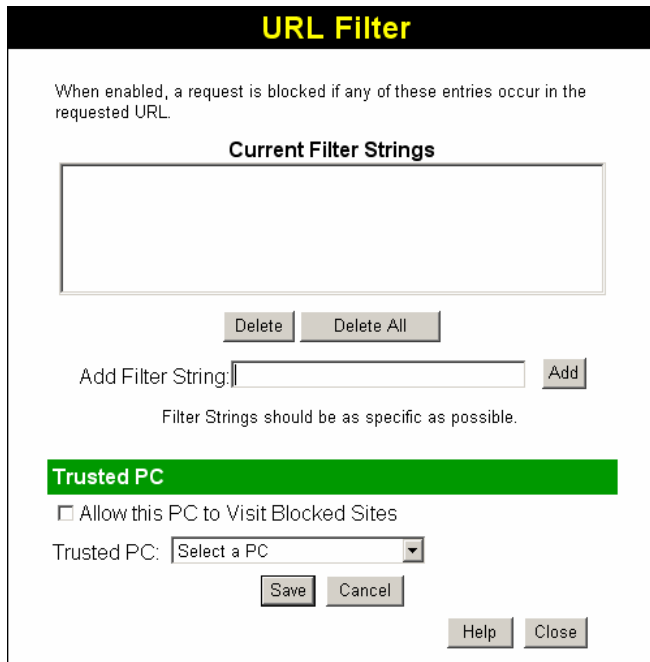 URL Filter
When enabled, a request is blocked if any of these entries occur in the
requested URL.
Current Filter Strings
Delete Delete All
Add Filter String: Add
Filter Strings should be as specific as possible.
Trusted PC
Allow this PC to Visit Blocked Sites
Trusted PC: Select a PC
Save Cancel
Help Close